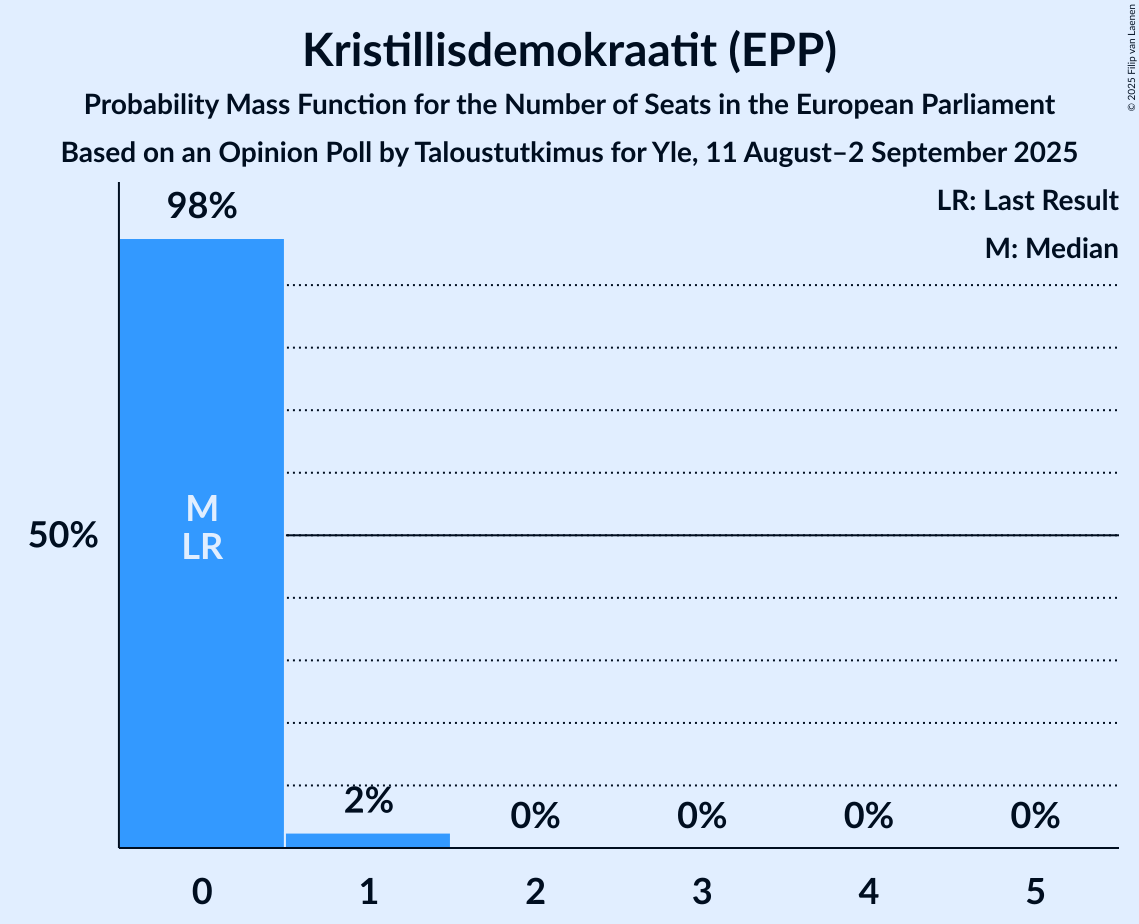 Kristillisdemokraatit (EPP)
Probability Mass Function for the Number of Seats in the European Parliament
Based on an Opinion Poll by Taloustutkimus for Yle, 11 August–2 September 2025
© 2025 Filip van Laenen
LR: Last Result
M: Median
98%
M
LR
50%
2%
0%
0%
0%
0%
0
1
2
3
4
5